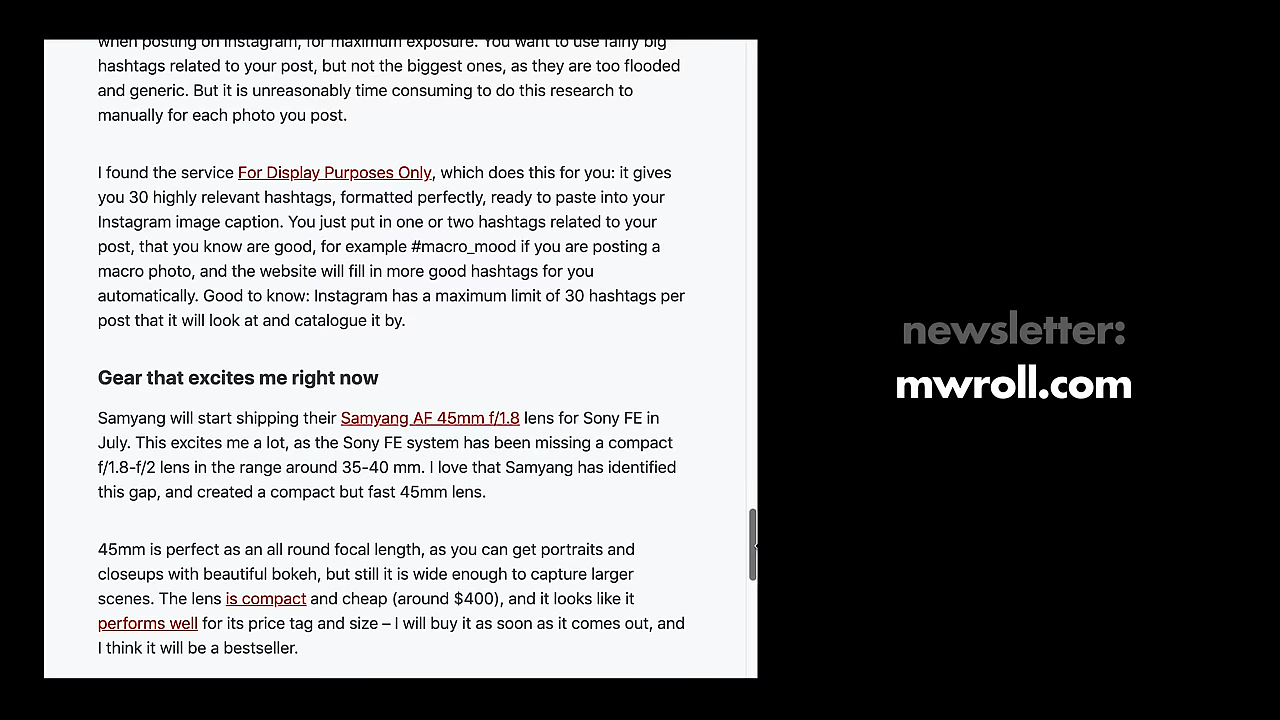 when posting on Instagram, for maximum exposure. You want to use fairly big
hashtags related to your post, but not the biggest ones, as they are too flooded
and generic. But it is unreasonably time consuming to do this research to
manually for each photo you post.
I found the service For Display Purposes Only, which does this for you: it gives
you 30 highly relevant hashtags, formatted perfectly, ready to paste into your
Instagram image caption. You just put in one or two hashtags related to your
post, that you know are good, for example #macro_mood if you are posting a
macro photo, and the website will fill in more good hashtags for you
automatically. Good to know: Instagram has a maximum limit of 30 hashtags per
post that it will look at and catalogue it by.
Gear that excites me right now
Samyang will start shipping their Samyang AF 45mm f/1.8 lens for Sony FE in
July. This excites me a lot, as the Sony FE system has been missing a compact
f/1.8-f/2 lens in the range around 35-40 mm. I love that Samyang has identified
this gap, and created a compact but fast 45mm lens.
45mm is perfect as an all round focal length, as you can get portraits and
closeups with beautiful bokeh, but still it is wide enough to capture larger
scenes. The lens is compact and cheap (around $400), and it looks like it
performs well for its price tag and size – I will buy it as soon as it comes out, and
I think it will be a bestseller.
newsletter:
mwroll.com